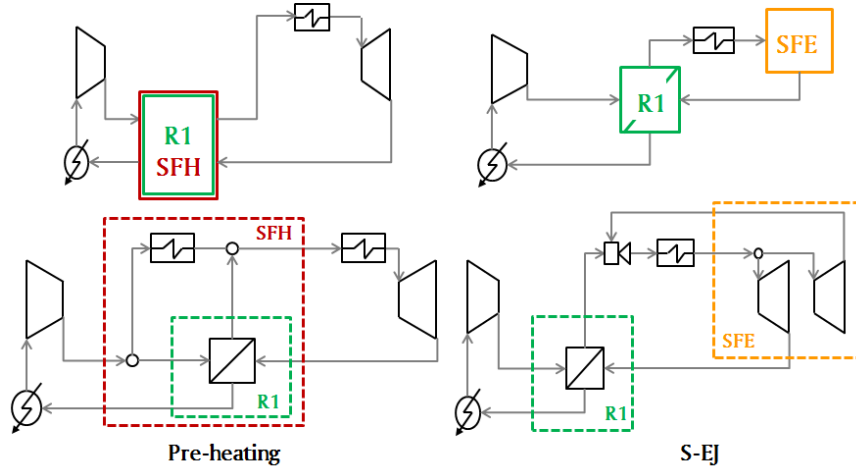 R1
SFH
SFE
R1
SFH
R1
SFE
R1
Pre-heating
S-EJ